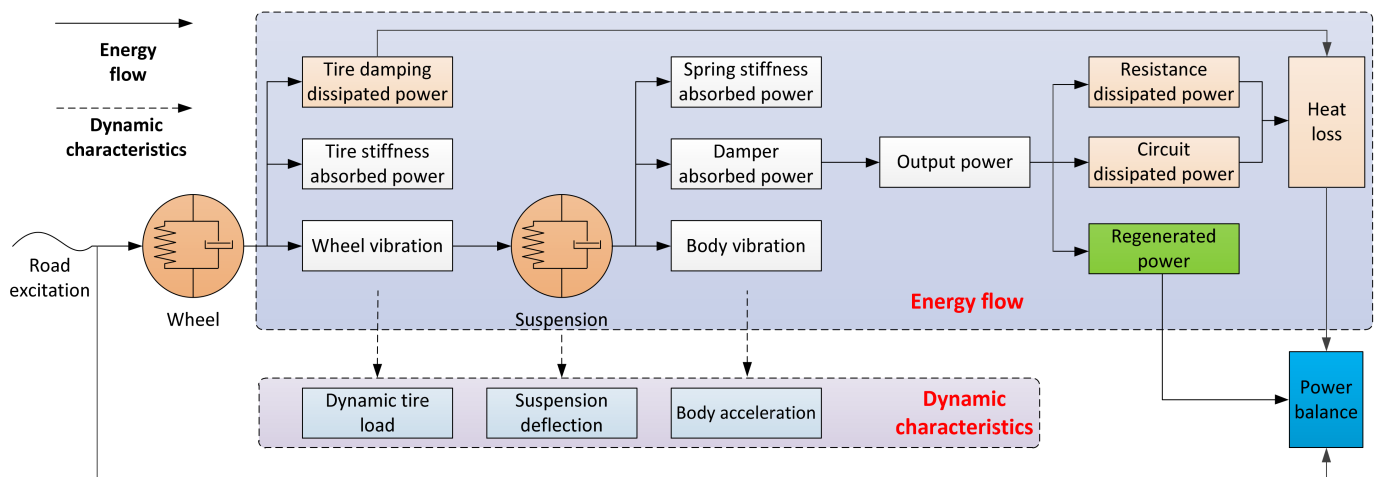 Energy
flow
Dynamic
characteristics
Road
excitation
Wheel
Tire damping
dissipated power
Tire stiffness
absorbed power
Wheel vibration
Suspension
Spring stiffness
absorbed power
Damper
absorbed power
Body vibration
Output power
Resistance
dissipated power
Circuit
dissipated power
Regenerated
power
Heat
loss
Energy flow
Dynamic tire
load
Suspension
deflection
Body acceleration
Dynamic
characteristics
Power
balance